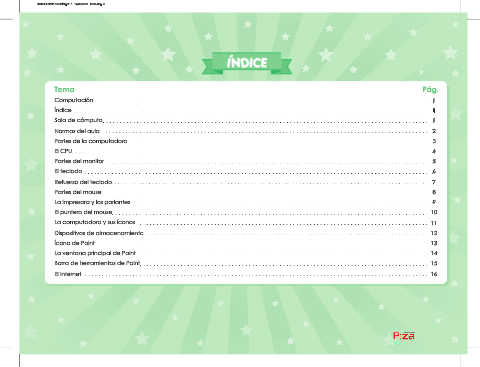 ÍNDICE
Tema Pág.
Computación I
Índice II
Sala de cómputo 1
Normas del aula 2
Partes de la computadora 3
El CPU 4
Partes del monitor 5
El teclado 6
Refuerzo del teclado 7
Partes del mouse 8
La impresora y los parlantes 9
El puntero del mouse 10
La computadora y sus íconos 11
Dispositivos de almacenamiento 12
Ícono de Paint 13
La ventana principal de Paint 14
Barra de herramientas de Paint 15
El internet 16